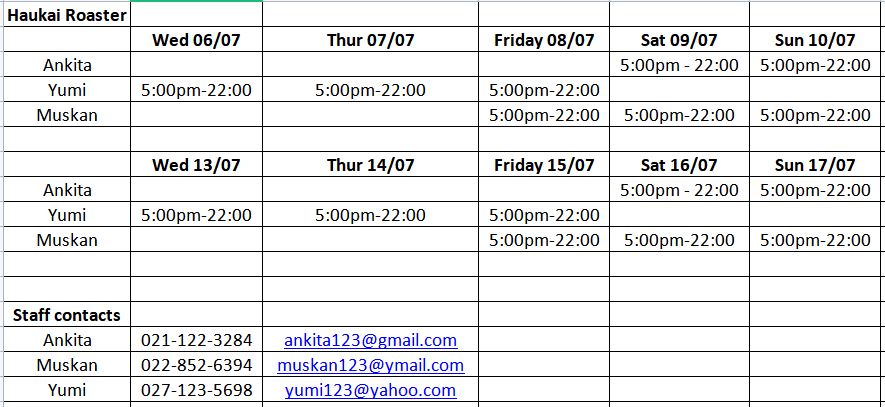 Haukai Roaster
Wed 06/07 Thur 07/07 Friday 08/07 Sat 09/07 Sun 10/07
Ankita 5:00pm - 22:00 5:00pm-22:00
Yumi 5:00pm-22:00 5:00pm-22:00 5:00pm-22:00
Muskan 5:00pm-22:00 5:00pm-22:00 5:00pm-22:00
Wed 13/07 Thur 14/07 Friday 15/07 Sat 16/07 Sun 17/07
Ankita 5:00pm - 22:00 5:00pm-22:00
Yumi 5:00pm-22:00 5:00pm-22:00 5:00pm-22:00
Muskan 5:00pm-22:00 5:00pm-22:00 5:00pm-22:00
Staff contacts
Ankita 021-122-3284 ankita123@gmail.com
Muskan 022-852-6394 muskan123@ymail.com
Yumi 027-123-5698 yumi123@yahoo.com